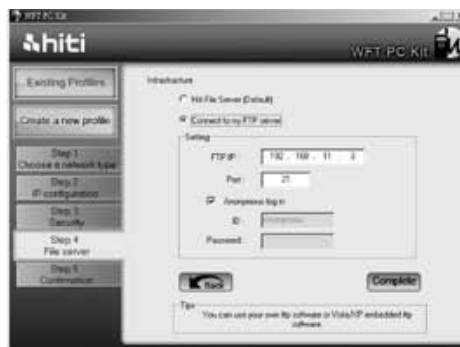 WFT PC Kit
hiti
WFT PC Kit
Existing Profiles
Create a new profile
Step 1
Choose a network type
Step 2
IP configuration
Step 3
Security
Step 4
File server
Step 5
Confirmation
Infrastructure
Hiti File Server (Default)
Connect to my FTP server
Setting
FTP IP :
192 . 168 . 11 . 3
Port :
21
Anonymous log in
ID :
Anonymous
Password :
Back
Complete
Tips
You can use your own ftp software or Vista/XP embedded ftp
software.